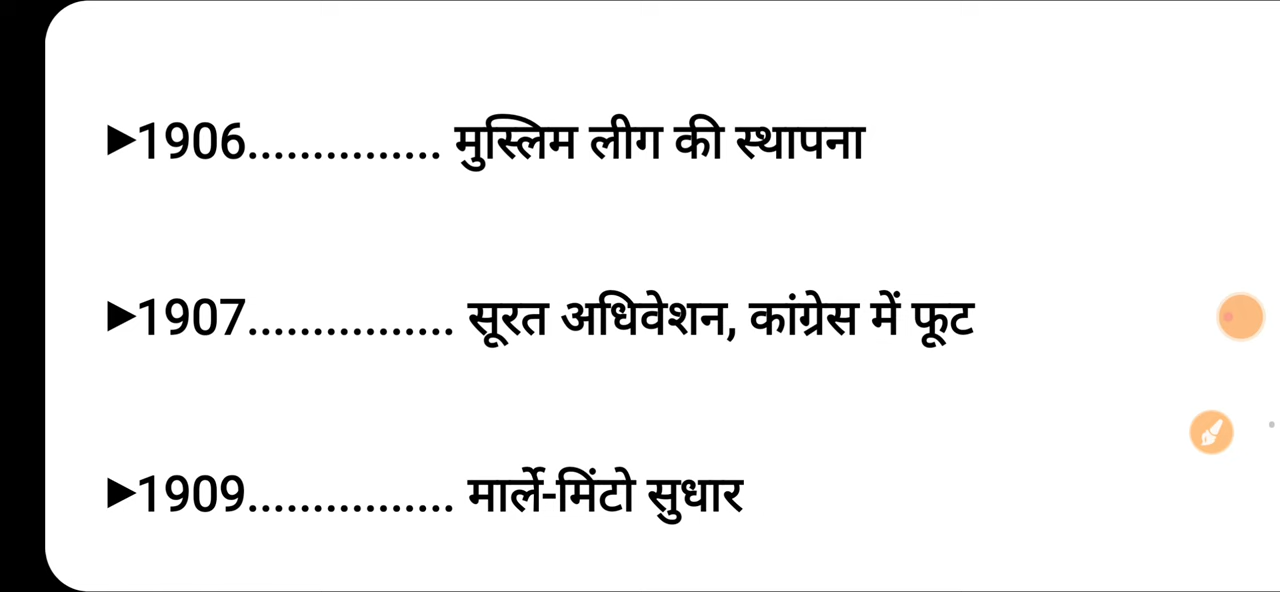 ▶1906............... मुस्लिम लीग की स्थापना
▶1907................ सूरत अधिवेशन, कांग्रेस में फूट
▶1909................ मार्ले-मिंटो सुधार